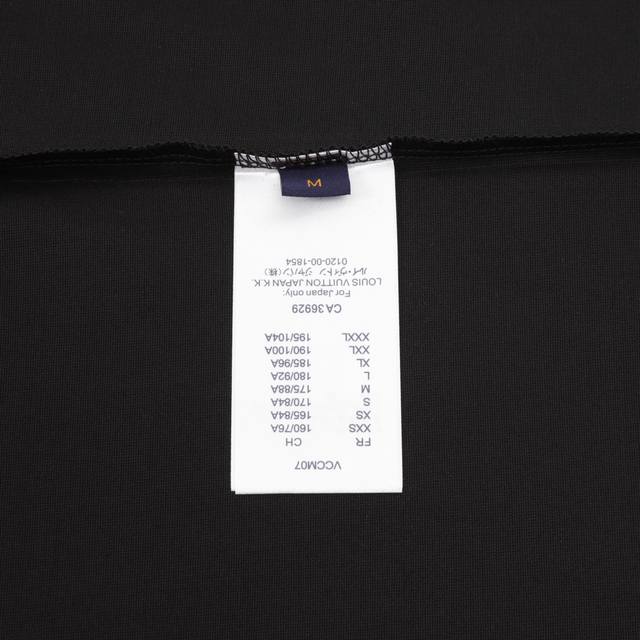 M
VCCM07
FR CH
XXS 160/76A
XS 165/84A
S 170/84A
M 175/88A
L 180/92A
XL 185/96A
XXL 190/100A
XXXL 195/104A
CA 36929
For Japan only:
LOUIS VUITTON JAPAN K.K.
ルイ・ヴィトン ジャパン(株)
0120-00-1854